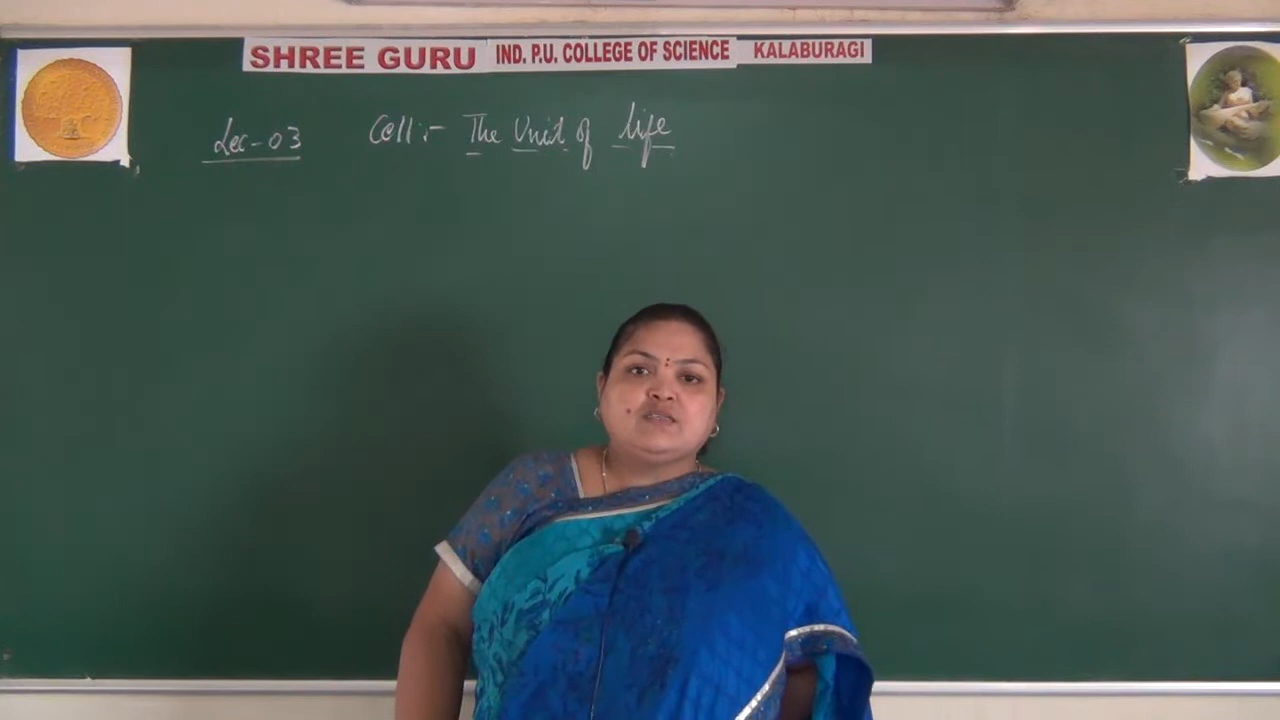 SHREE GURU IND. P.U. COLLEGE OF SCIENCE KALABURAGI
Lec-03 Cell:- The Unit of life